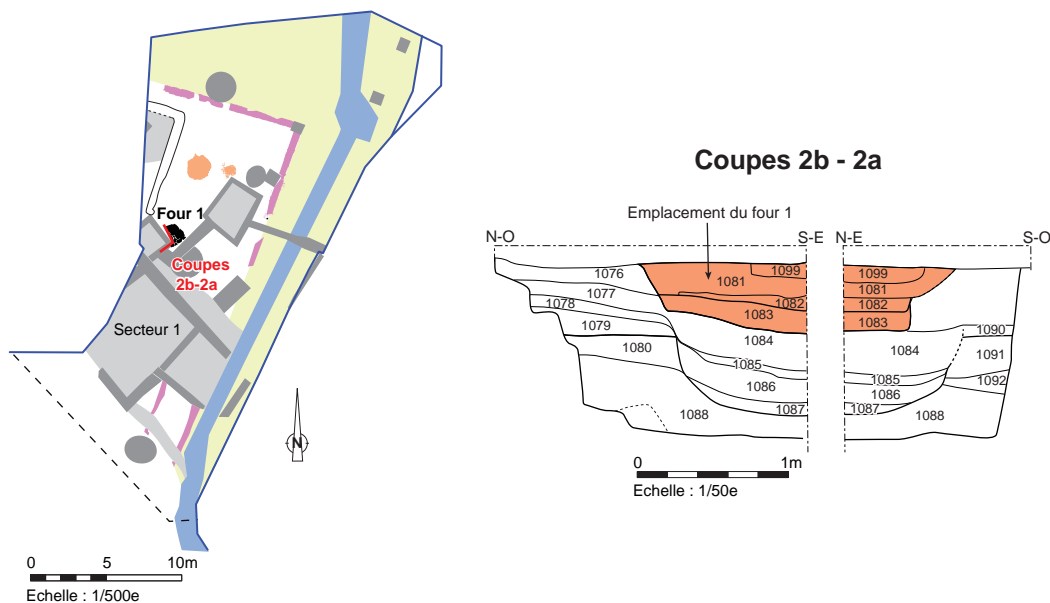 Four 1
Coupes
2b-2a
Secteur 1
N
0 5 10m
Echelle : 1/500e
Coupes 2b - 2a
Emplacement du four 1
N-O S-E N-E S-O
1076 1099 1099
1077 1081 1081
1078 1082 1082
1079 1083 1083
1080 1084 1084 1090
1085 1085 1091
1086 1086 1092
1088 1087 1087 1088
0 1m
Echelle : 1/50e